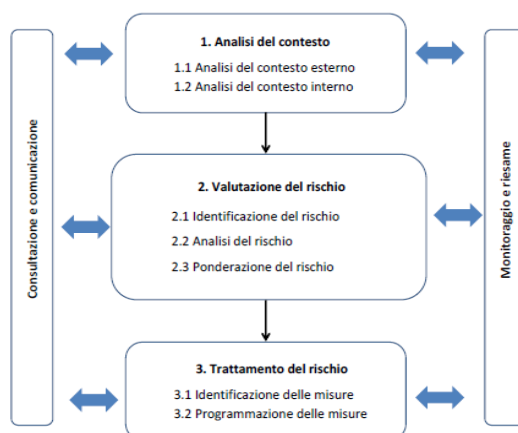 Consultazione e comunicazione
1. Analisi del contesto
1.1 Analisi del contesto esterno
1.2 Analisi del contesto interno
2. Valutazione del rischio
2.1 Identificazione del rischio
2.2 Analisi del rischio
2.3 Ponderazione del rischio
3. Trattamento del rischio
3.1 Identificazione delle misure
3.2 Programmazione delle misure
Monitoraggio e riesame